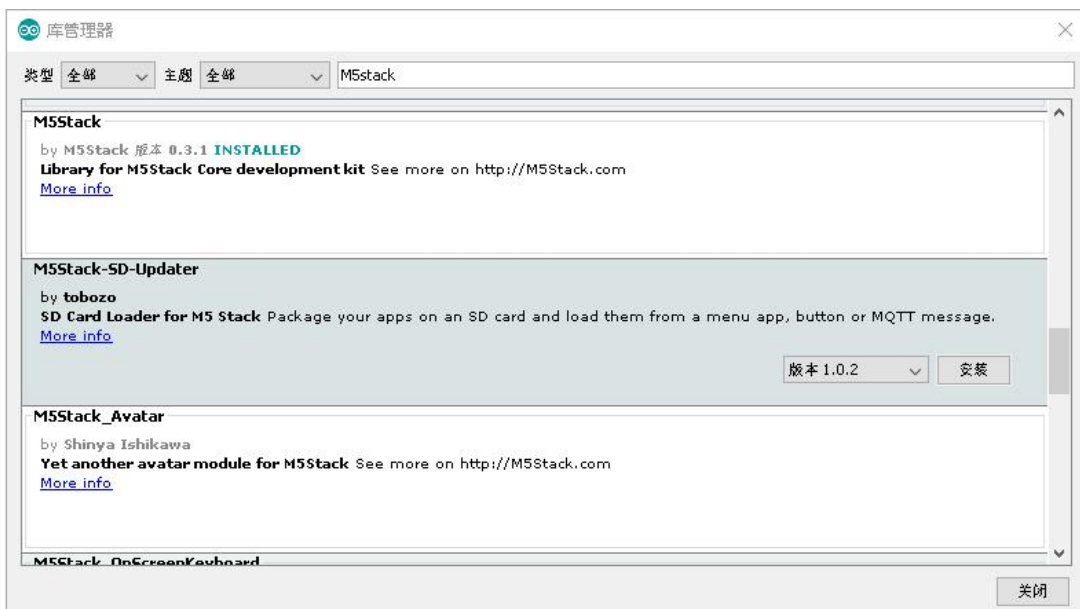 库管理器
类型 全部 主题 全部 M5stack
M5Stack
by M5Stack 版本 0.3.1 INSTALLED
Library for M5Stack Core development kit See more on http://M5Stack.com
More info
M5Stack-SD-Updater
by tobozo
SD Card Loader for M5 Stack Package your apps on an SD card and load them from a menu app, button or MQTT message.
More info
版本 1.0.2 安装
M5Stack_Avatar
by Shinya Ishikawa
Yet another avatar module for M5Stack See more on http://M5Stack.com
More info
M5Stack_OnScreenKeyboard
关闭